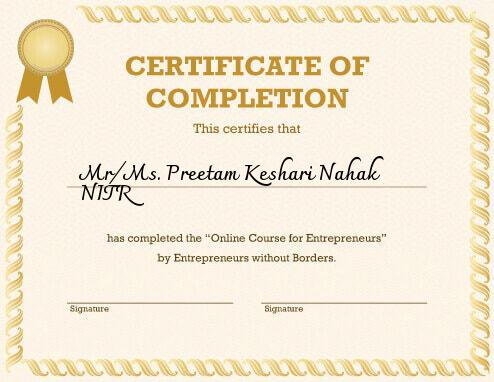 CERTIFICATE OF
COMPLETION
This certifies that
Mr/Ms. Preetam Keshari Nahak
NITR
has completed the “Online Course for Entrepreneurs”
by Entrepreneurs without Borders.
Signature
Signature